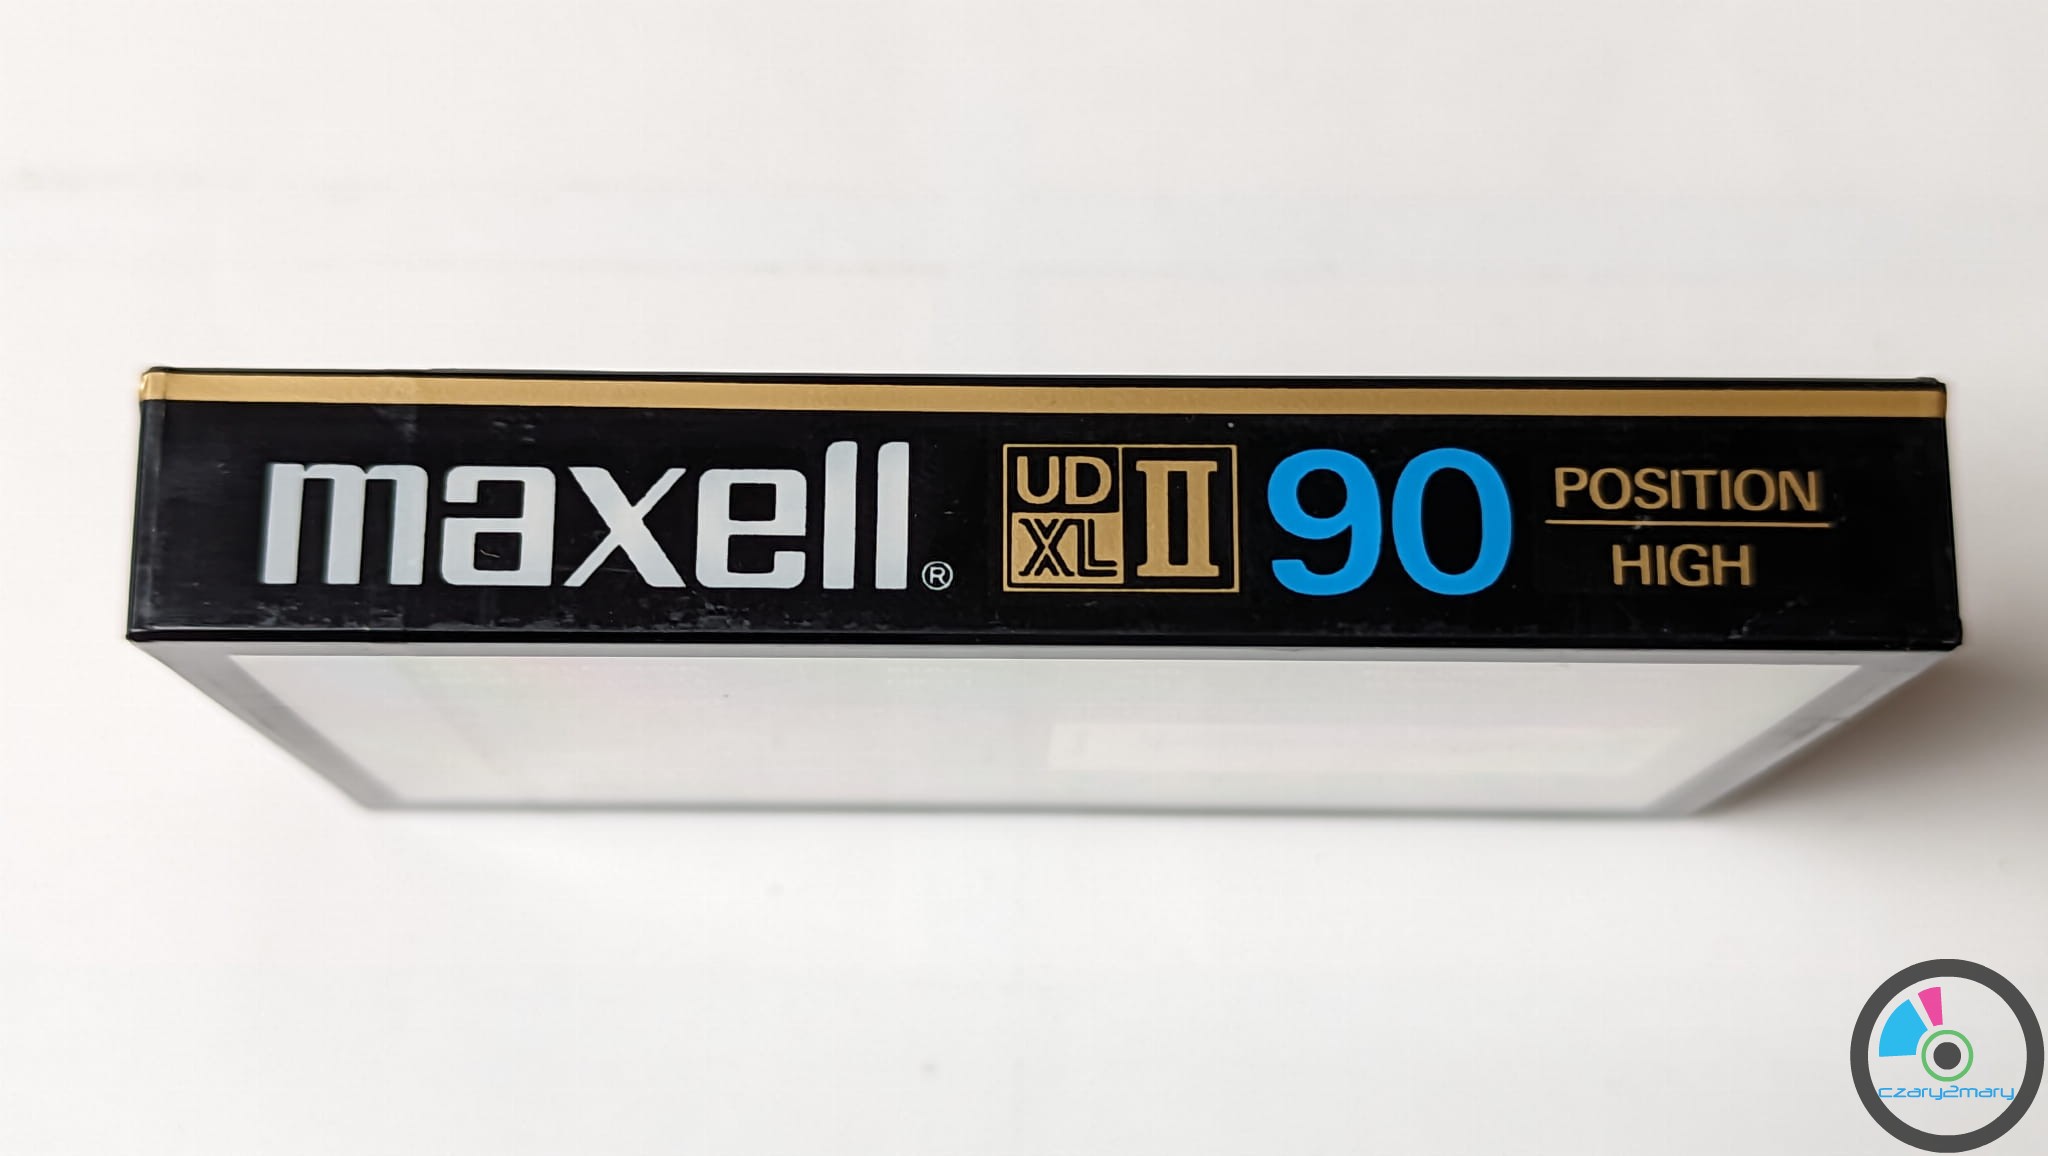 maxell®
UD
XL
II
90
POSITION
HIGH
czary2mary